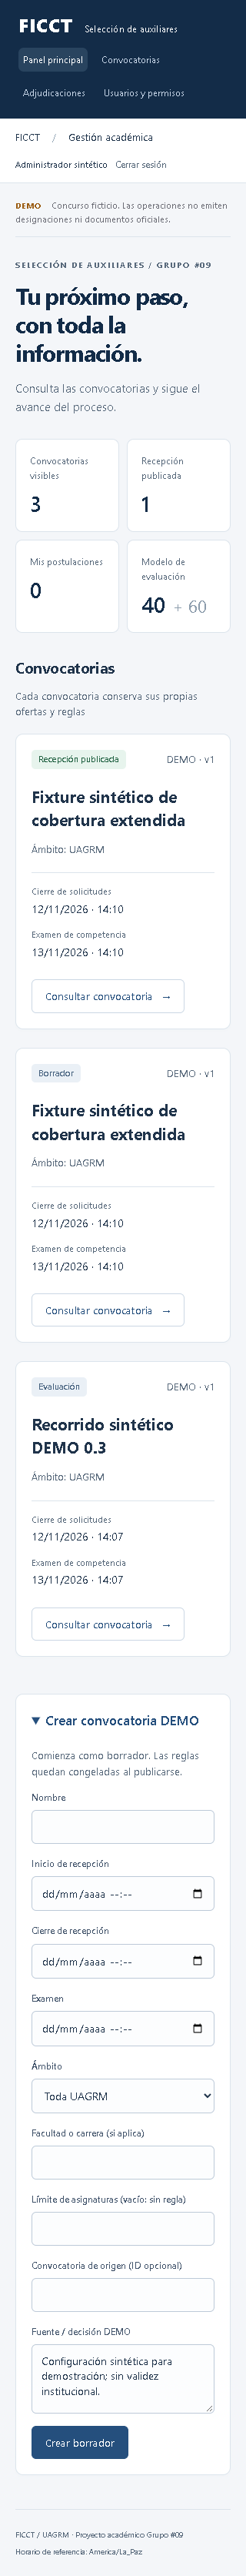 FICCT Selección de auxiliares
Panel principal Convocatorias
Adjudicaciones Usuarios y permisos
FICCT / Gestión académica
Administrador sintético Cerrar sesión
DEMO Concurso ficticio. Las operaciones no emiten
designaciones ni documentos oficiales.
SELECCIÓN DE AUXILIARES / GRUPO #09
Tu próximo paso,
con toda la
información.
Consulta las convocatorias y sigue el
avance del proceso.
Convocatorias
visibles
3
Recepción
publicada
1
Mis postulaciones
0
Modelo de
evaluación
40 + 60
Convocatorias
Cada convocatoria conserva sus propias
ofertas y reglas
Recepción publicada DEMO · v1
Fixture sintético de
cobertura extendida
Ámbito: UAGRM
Cierre de solicitudes
12/11/2026 · 14:10
Examen de competencia
13/11/2026 · 14:10
Consultar convocatoria →
Borrador DEMO · v1
Fixture sintético de
cobertura extendida
Ámbito: UAGRM
Cierre de solicitudes
12/11/2026 · 14:10
Examen de competencia
13/11/2026 · 14:10
Consultar convocatoria →
Evaluación DEMO · v1
Recorrido sintético
DEMO 0.3
Ámbito: UAGRM
Cierre de solicitudes
12/11/2026 · 14:07
Examen de competencia
13/11/2026 · 14:07
Consultar convocatoria →
▼ Crear convocatoria DEMO
Comienza como borrador. Las reglas
quedan congeladas al publicarse.
Nombre
Inicio de recepción
dd/mm/aaaa --:--
Cierre de recepción
dd/mm/aaaa --:--
Examen
dd/mm/aaaa --:--
Ámbito
Toda UAGRM
Facultad o carrera (si aplica)
Límite de asignaturas (vacío: sin regla)
Convocatoria de origen (ID opcional)
Fuente / decisión DEMO
Configuración sintética para
demostración; sin validez
institucional.
Crear borrador
FICCT / UAGRM · Proyecto académico Grupo #09
Horario de referencia: America/La_Paz